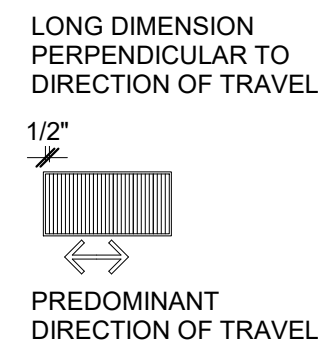 LONG DIMENSION
PERPENDICULAR TO
DIRECTION OF TRAVEL
1/2"
PREDOMINANT
DIRECTION OF TRAVEL